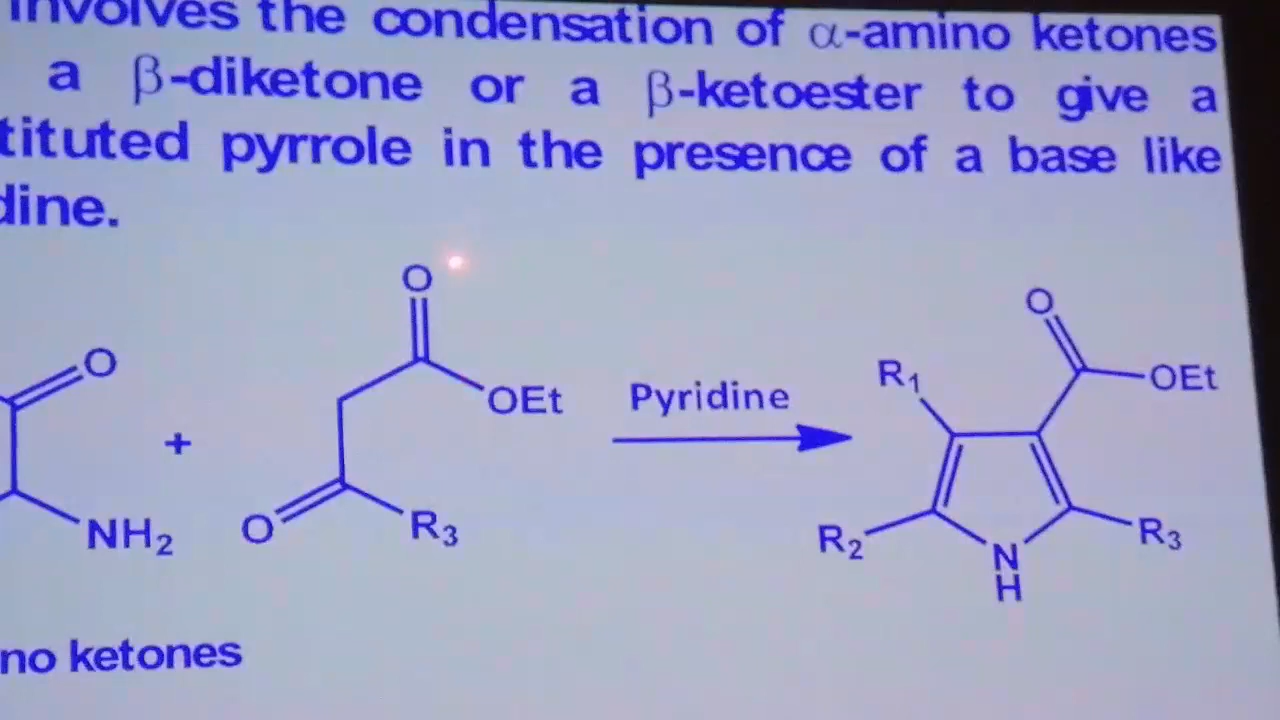 involves the condensation of α-amino ketones
a β-diketone or a β-ketoester to give a
tituted pyrrole in the presence of a base like
dine.
O
O
OEt
+
NH₂
O
R₃
Pyridine
O
R₁
OEt
R₂
N
H
R₃
no ketones